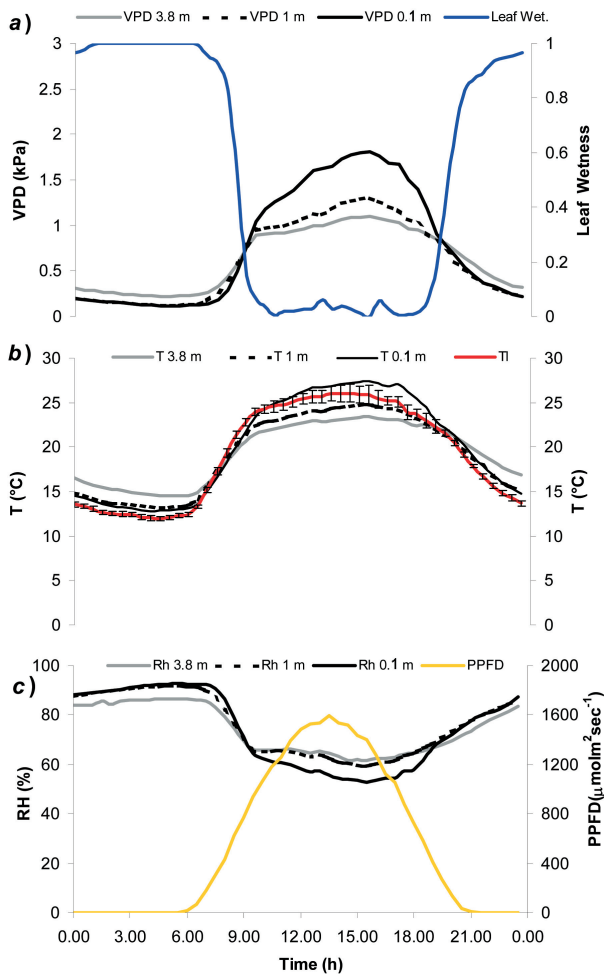 a)
VPD 3.8 m VPD 1 m VPD 0.1 m Leaf Wet.
3 1
2.5 0.8
2 0.6
1.5
1 0.4
0.5 0.2
0 0
VPD (kPa)
Leaf Wetness
b)
T 3.8 m T 1 m T 0.1 m Tl
30 30
25 25
20 20
15 15
10 10
5 5
0 0
T (°C)
T (°C)
c)
Rh 3.8 m Rh 1 m Rh 0.1 m PPFD
100 2000
80 1600
60 1200
40 800
20 400
0 0
RH (%)
PPFD(μmolm²sec⁻¹)
0.00 3.00 6.00 9.00 12.00 15.00 18.00 21.00 0.00
Time (h)